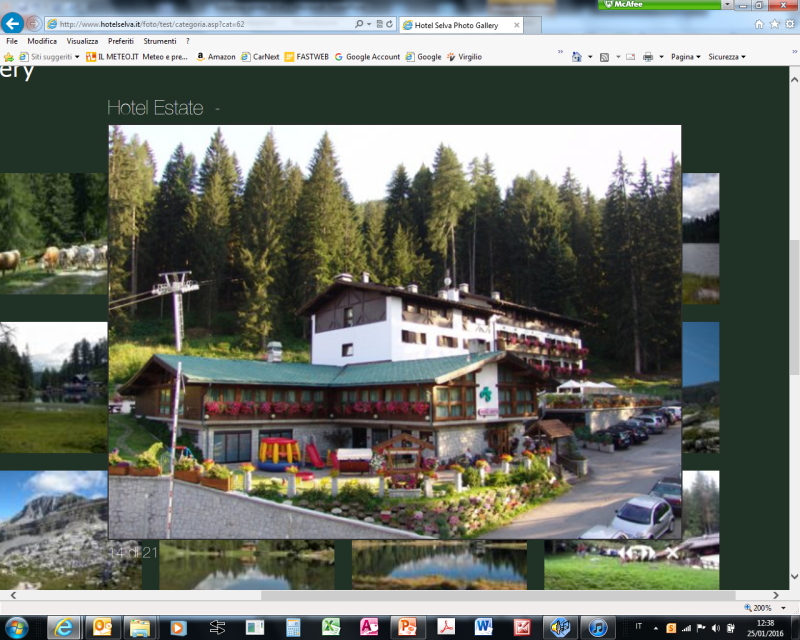 McAfee
http://www.hotelselva.it/foto/test/categoria.asp?cat=62
Hotel Selva Photo Gallery
File Modifica Visualizza Preferiti Strumenti ?
Siti suggeriti IL METEO.IT Meteo e pre... Amazon CarNext FASTWEB Google Account Google Virgilio Pagina Sicurezza
ery
Hotel Estate -
14 di 21
200%
IT 12:38
25/01/2016